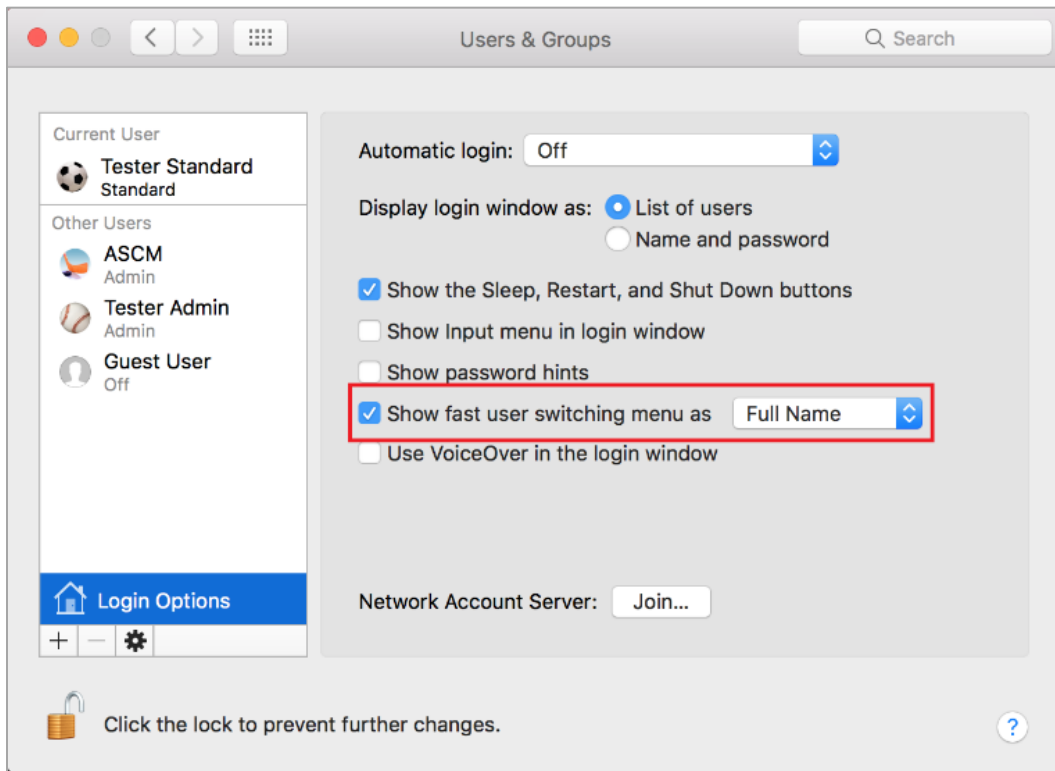 Users & Groups
Search
Current User
Tester Standard
Standard
Other Users
ASCM
Admin
Tester Admin
Admin
Guest User
Off
Login Options
Automatic login: Off
Display login window as: List of users
Name and password
Show the Sleep, Restart, and Shut Down buttons
Show Input menu in login window
Show password hints
Show fast user switching menu as Full Name
Use VoiceOver in the login window
Network Account Server: Join...
Click the lock to prevent further changes.
?